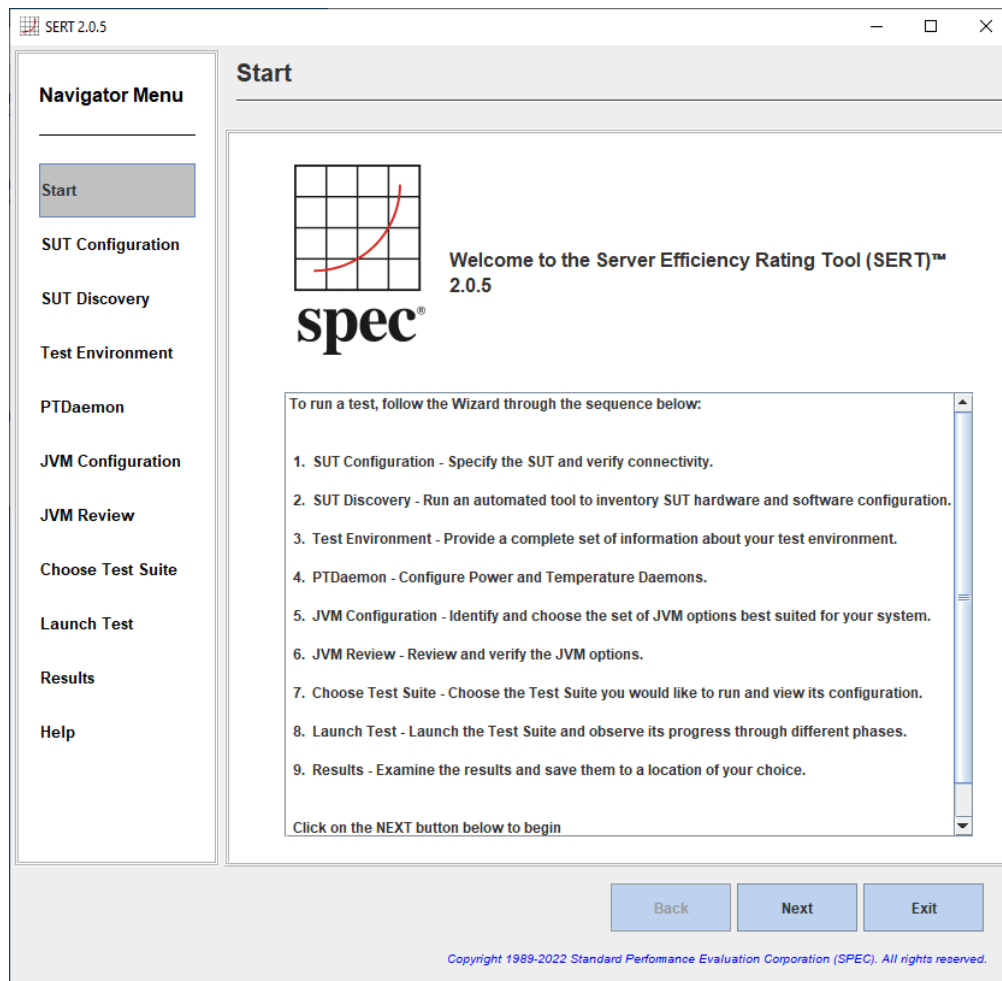 SERT 2.0.5
Navigator Menu
Start
SUT Configuration
SUT Discovery
Test Environment
PTDaemon
JVM Configuration
JVM Review
Choose Test Suite
Launch Test
Results
Help
Start
spec®
Welcome to the Server Efficiency Rating Tool (SERT)™
2.0.5
To run a test, follow the Wizard through the sequence below:
1. SUT Configuration - Specify the SUT and verify connectivity.
2. SUT Discovery - Run an automated tool to inventory SUT hardware and software configuration.
3. Test Environment - Provide a complete set of information about your test environment.
4. PTDaemon - Configure Power and Temperature Daemons.
5. JVM Configuration - Identify and choose the set of JVM options best suited for your system.
6. JVM Review - Review and verify the JVM options.
7. Choose Test Suite - Choose the Test Suite you would like to run and view its configuration.
8. Launch Test - Launch the Test Suite and observe its progress through different phases.
9. Results - Examine the results and save them to a location of your choice.
Click on the NEXT button below to begin
Back
Next
Exit
Copyright 1989-2022 Standard Perfomance Evaluation Corporation (SPEC). All rights reserved.